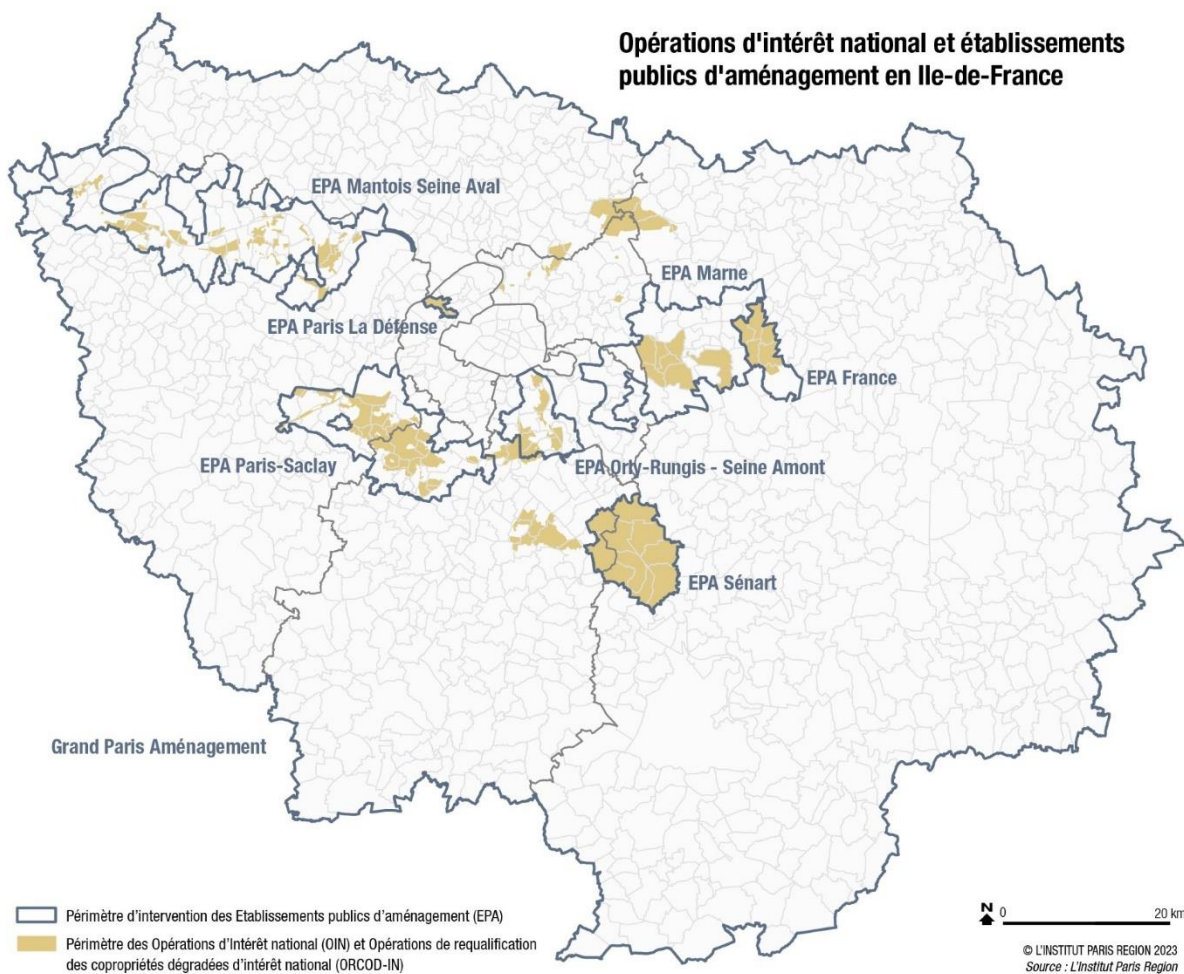 Opérations d'intérêt national et établissements
publics d'aménagement en Ile-de-France
EPA Mantois Seine Aval
EPA Marne
EPA Paris La Défense
EPA France
EPA Paris-Saclay
EPA Orly-Rungis - Seine Amont
EPA Sénart
Grand Paris Aménagement
Périmètre d'intervention des Etablissements publics d'aménagement (EPA)
Périmètre des Opérations d'Intérêt national (OIN) et Opérations de requalification
des copropriétés dégradées d'intérêt national (ORCOD-IN)
N 0 20 km
© L'INSTITUT PARIS REGION 2023
Source : L'Institut Paris Region